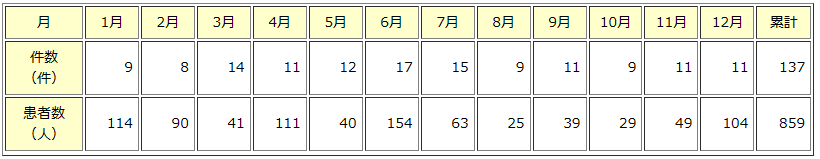 月 1月 2月 3月 4月 5月 6月 7月 8月 9月 10月 11月 12月 累計
件数
（件） 9 8 14 11 12 17 15 9 11 9 11 11 137
患者数
（人） 114 90 41 111 40 154 63 25 39 29 49 104 859